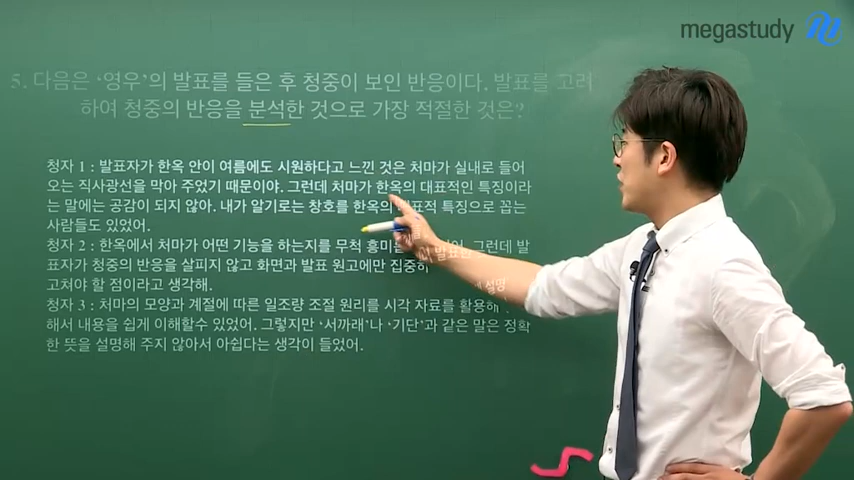 megastudy
5. 다음은 ‘영우’의 발표를 들은 후 청중이 보인 반응이다. 발표를 고려
하여 청중의 반응을 분석한 것으로 가장 적절한 것은?
청자 1 : 발표자가 한옥 안이 여름에도 시원하다고 느낀 것은 처마가 실내로 들어
오는 직사광선을 막아 주었기 때문이야. 그런데 처마가 한옥의 대표적인 특징이라
는 말에는 공감이 되지 않아. 내가 알기로는 창호를 한옥의 특징으로 꼽는
사람들도 있었어.
청자 2 : 한옥에서 처마가 어떤 기능을 하는지를 무척 그런데 발
표자가 청중의 반응을 살피지 않고 화면과 발표 원고에만
고쳐야 할 점이라고 생각해.
청자 3 : 처마의 모양과 계절에 따른 일조량 조절 원리를 시각 자료를 활용해
해서 내용을 쉽게 이해할수 있었어. 그렇지만 ‘서까래’나 ‘기단’과 같은 말은 정확
한 뜻을 설명해 주지 않아서 아쉽다는 생각이 들었어.